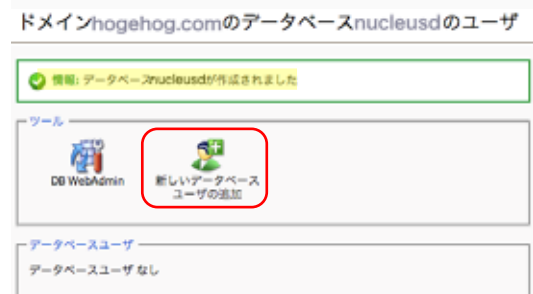 ドメインhogehog.comのデータベースnucleusdのユーザ
情報: データベースnucleusdが作成されました
ツール
DB WebAdmin
新しいデータベース
ユーザの追加
データベースユーザ
データベースユーザ なし